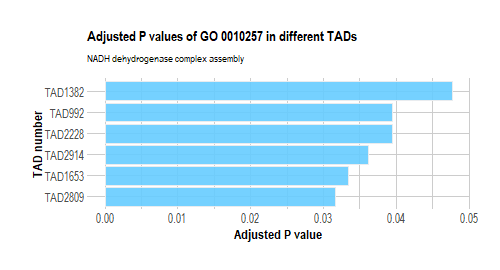 Adjusted P values of GO 0010257 in different TADs
NADH dehydrogenase complex assembly
TAD number
TAD1382
TAD992
TAD2228
TAD2914
TAD1653
TAD2809
0.00 0.01 0.02 0.03 0.04 0.05
Adjusted P value